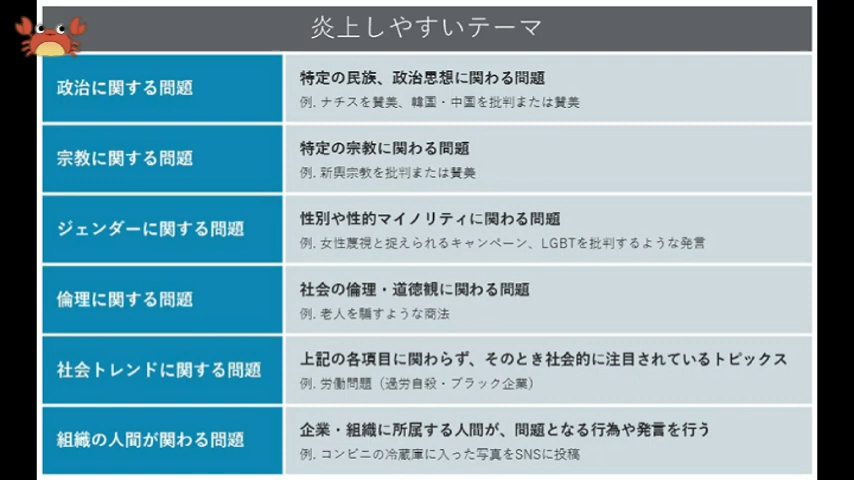 炎上しやすいテーマ
政治に関する問題
特定の民族、政治思想に関わる問題
例. ナチスを賛美、韓国・中国を批判または賛美
宗教に関する問題
特定の宗教に関わる問題
例. 新興宗教を批判または賛美
ジェンダーに関する問題
性別や性的マイノリティに関わる問題
例. 女性蔑視と捉えられるキャンペーン、LGBTを批判するような発言
倫理に関する問題
社会の倫理・道徳観に関わる問題
例. 老人を騙すような商法
社会トレンドに関する問題
上記の各項目に関わらず、そのとき社会的に注目されているトピックス
例. 労働問題（過労自殺・ブラック企業）
組織の人間が関わる問題
企業・組織に所属する人間が、問題となる行為や発言を行う
例. コンビニの冷蔵庫に入った写真をSNSに投稿